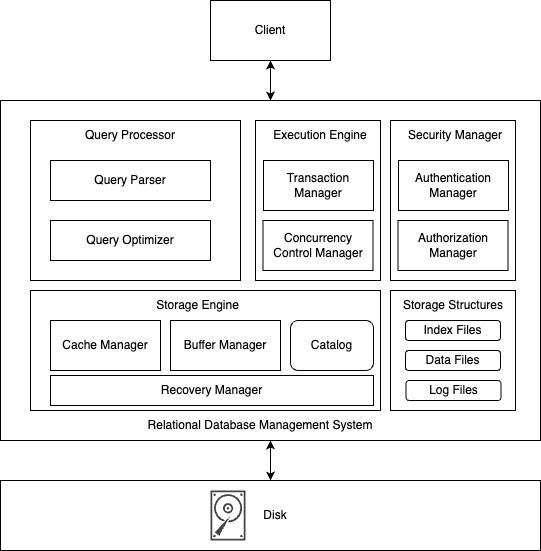 Client
Query Processor
Query Parser
Query Optimizer
Execution Engine
Transaction
Manager
Concurrency
Control Manager
Security Manager
Authentication
Manager
Authorization
Manager
Storage Engine
Cache Manager
Buffer Manager
Catalog
Recovery Manager
Storage Structures
Index Files
Data Files
Log Files
Relational Database Management System
Disk